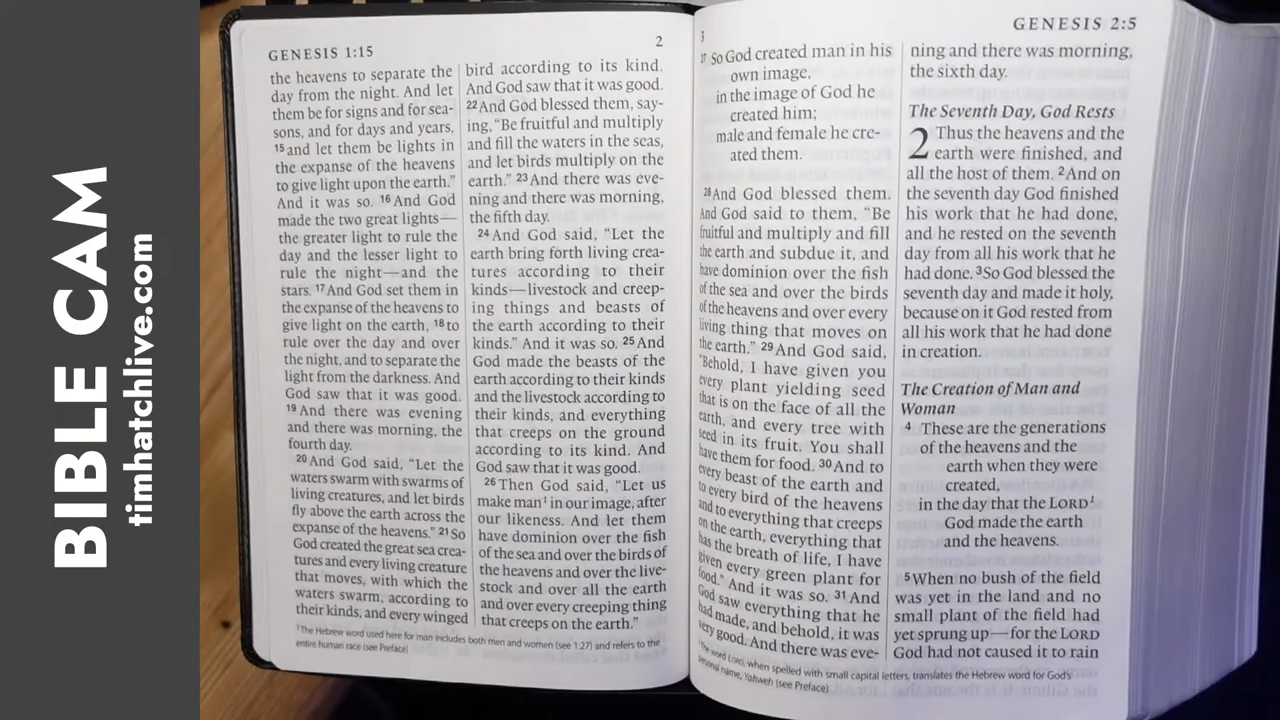 BIBLE CAM
timhatchlive.com
GENESIS 1:15
2
the heavens to separate the
day from the night. And let
them be for signs and for sea-
sons, and for days and years,
15 and let them be lights in
the expanse of the heavens
to give light upon the earth.”
And it was so. 16 And God
made the two great lights—
the greater light to rule the
day and the lesser light to
rule the night—and the
stars. 17 And God set them in
the expanse of the heavens to
give light on the earth, 18 to
rule over the day and over
the night, and to separate the
light from the darkness. And
God saw that it was good.
19 And there was evening
and there was morning, the
fourth day.
20 And God said, “Let the
waters swarm with swarms of
living creatures, and let birds
fly above the earth across the
expanse of the heavens.” 21 So
God created the great sea crea-
tures and every living creature
that moves, with which the
waters swarm, according to
their kinds, and every winged
bird according to its kind.
And God saw that it was good.
22 And God blessed them, say-
ing, “Be fruitful and multiply
and fill the waters in the seas,
and let birds multiply on the
earth.” 23 And there was eve-
ning and there was morning,
the fifth day.
24 And God said, “Let the
earth bring forth living crea-
tures according to their
kinds—livestock and creep-
ing things and beasts of
the earth according to their
kinds.” And it was so. 25 And
God made the beasts of the
earth according to their kinds
and the livestock according to
their kinds, and everything
that creeps on the ground
according to its kind. And
God saw that it was good.
26 Then God said, “Let us
make man1 in our image, after
our likeness. And let them
have dominion over the fish
of the sea and over the birds of
the heavens and over the live-
stock and over all the earth
and over every creeping thing
that creeps on the earth.”
1The Hebrew word used here for man includes both men and women (see 1:27) and refers to the
entire human race (see Preface)
3
GENESIS 2:5
27 So God created man in his
own image,
in the image of God he
created him;
male and female he cre-
ated them.
28 And God blessed them.
And God said to them, “Be
fruitful and multiply and fill
the earth and subdue it, and
have dominion over the fish
of the sea and over the birds
of the heavens and over every
living thing that moves on
the earth.” 29 And God said,
“Behold, I have given you
every plant yielding seed
that is on the face of all the
earth, and every tree with
seed in its fruit. You shall
have them for food. 30 And to
every beast of the earth and
to every bird of the heavens
and to everything that creeps
on the earth, everything that
has the breath of life, I have
given every green plant for
food.” And it was so. 31 And
God saw everything that he
had made, and behold, it was
very good. And there was eve-
ning and there was morning,
the sixth day.
The Seventh Day, God Rests
2 Thus the heavens and the
earth were finished, and
all the host of them. 2 And on
the seventh day God finished
his work that he had done,
and he rested on the seventh
day from all his work that he
had done. 3 So God blessed the
seventh day and made it holy,
because on it God rested from
all his work that he had done
in creation.
The Creation of Man and
Woman
4 These are the generations
of the heavens and the
earth when they were
created,
in the day that the LORD1
God made the earth
and the heavens.
5 When no bush of the field
was yet in the land and no
small plant of the field had
yet sprung up—for the LORD
God had not caused it to rain
1The word LORD, when spelled with small capital letters, translates the Hebrew word for God's
personal name, Yahweh (see Preface)